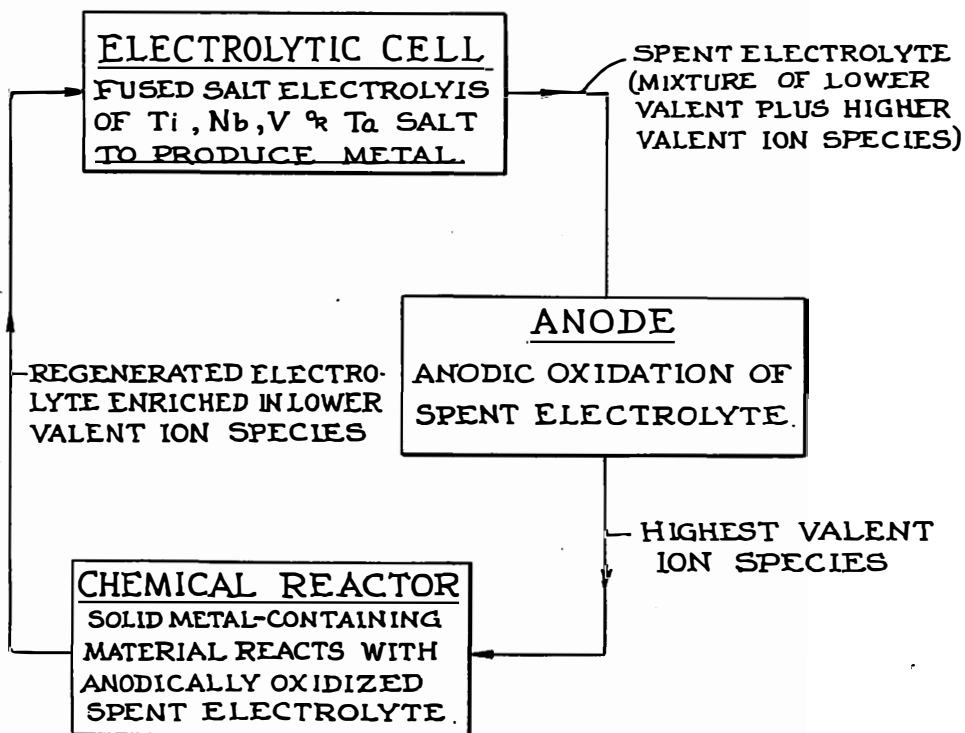 ELECTROLYTIC CELL
FUSED SALT ELECTROLYIS
OF Ti, Nb, V OR Ta SALT
TO PRODUCE METAL.
SPENT ELECTROLYTE
(MIXTURE OF LOWER
VALENT PLUS HIGHER
VALENT ION SPECIES)
ANODE
ANODIC OXIDATION OF
SPENT ELECTROLYTE.
REGENERATED ELECTRO-
LYTE ENRICHED IN LOWER
VALENT ION SPECIES
HIGHEST VALENT
ION SPECIES
CHEMICAL REACTOR
SOLID METAL-CONTAINING
MATERIAL REACTS WITH
ANODICALLY OXIDIZED
SPENT ELECTROLYTE.